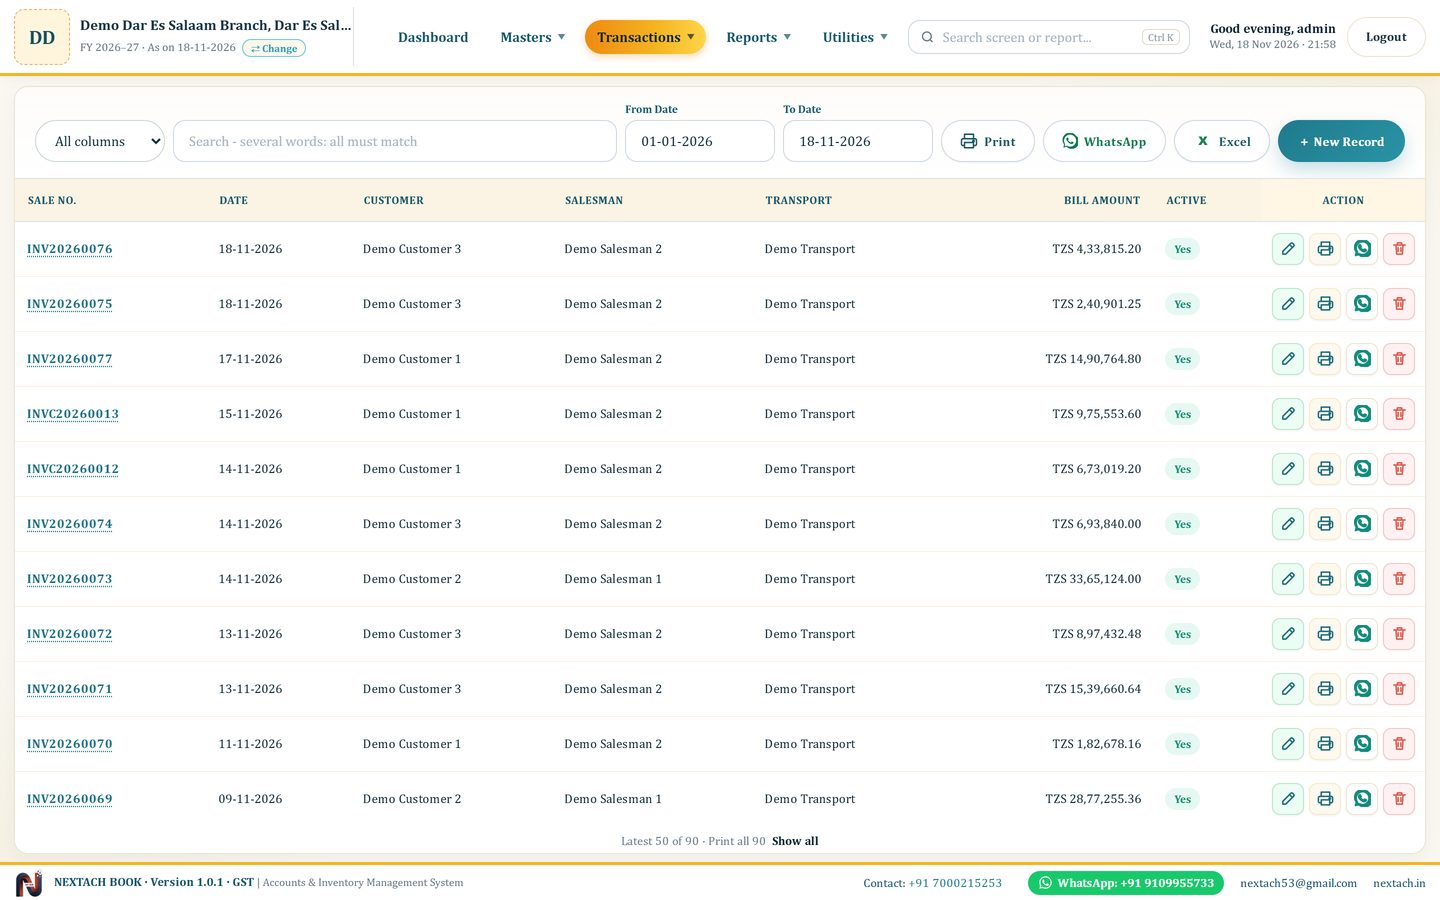 DD
Demo Dar Es Salaam Branch, Dar Es Sal...
FY 2026–27 · As on 18-11-2026 ⇄ Change
Dashboard Masters ▼ Transactions ▼ Reports ▼ Utilities ▼
Search screen or report... Ctrl K
Good evening, admin
Wed, 18 Nov 2026 · 21:58
Logout
From Date To Date
All columns Search - several words: all must match 01-01-2026 18-11-2026 Print WhatsApp X Excel + New Record
SALE NO. DATE CUSTOMER SALESMAN TRANSPORT BILL AMOUNT ACTIVE ACTION
INV20260076 18-11-2026 Demo Customer 3 Demo Salesman 2 Demo Transport TZS 4,33,815.20 Yes
INV20260075 18-11-2026 Demo Customer 3 Demo Salesman 2 Demo Transport TZS 2,40,901.25 Yes
INV20260077 17-11-2026 Demo Customer 1 Demo Salesman 2 Demo Transport TZS 14,90,764.80 Yes
INVC20260013 15-11-2026 Demo Customer 1 Demo Salesman 2 Demo Transport TZS 9,75,553.60 Yes
INVC20260012 14-11-2026 Demo Customer 1 Demo Salesman 2 Demo Transport TZS 6,73,019.20 Yes
INV20260074 14-11-2026 Demo Customer 3 Demo Salesman 2 Demo Transport TZS 6,93,840.00 Yes
INV20260073 14-11-2026 Demo Customer 2 Demo Salesman 1 Demo Transport TZS 33,65,124.00 Yes
INV20260072 13-11-2026 Demo Customer 3 Demo Salesman 2 Demo Transport TZS 8,97,432.48 Yes
INV20260071 13-11-2026 Demo Customer 3 Demo Salesman 2 Demo Transport TZS 15,39,660.64 Yes
INV20260070 11-11-2026 Demo Customer 1 Demo Salesman 2 Demo Transport TZS 1,82,678.16 Yes
INV20260069 09-11-2026 Demo Customer 2 Demo Salesman 1 Demo Transport TZS 28,77,255.36 Yes
Latest 50 of 90 · Print all 90 Show all
N NEXTACH BOOK · Version 1.0.1 · GST | Accounts & Inventory Management System Contact: +91 7000215253 WhatsApp: +91 9109955733 nextach53@gmail.com nextach.in